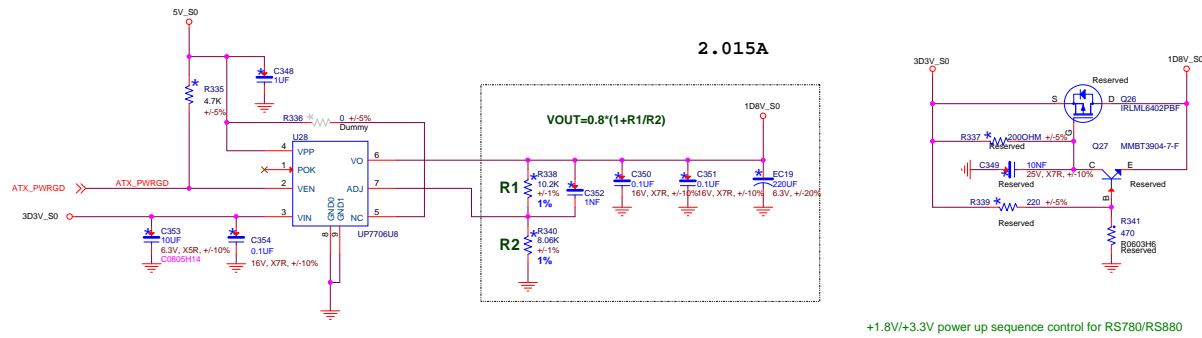 5V_S0
2.015A
C348
1UF
R335
4.7K
+/-5%
R336
0 +/-5%
Dummy
U28
4
VPP
1
POK
2
VEN
3
VIN
VO
6
ADJ
7
NC
5
GND0
GND1
8
9
UP7706U8
ATX_PWRGD
ATX_PWRGD
3D3V_S0
C353
10UF
6.3V, X5R, +/-10%
C0805H14
C354
0.1UF
16V, X7R, +/-10%
VOUT=0.8*(1+R1/R2)
1D8V_S0
R1
R338
10.2K
+/-1%
1%
C352
1NF
C350
0.1UF
16V, X7R, +/-10%
C351
0.1UF
16V, X7R, +/-10%
EC19
220UF
6.3V, +/-20%
R2
R340
8.06K
+/-1%
1%
3D3V_S0
1D8V_S0
Reserved
S
D
G
Q26
IRLML6402PBF
R337
200OHM +/-5%
Reserved
Q27
MMBT3904-7-F
C349
10NF
25V, X7R, +/-10%
Reserved
C
E
B
Reserved
R339
220 +/-5%
Reserved
R341
470
R0603H6
Reserved
+1.8V/+3.3V power up sequence control for RS780/RS880